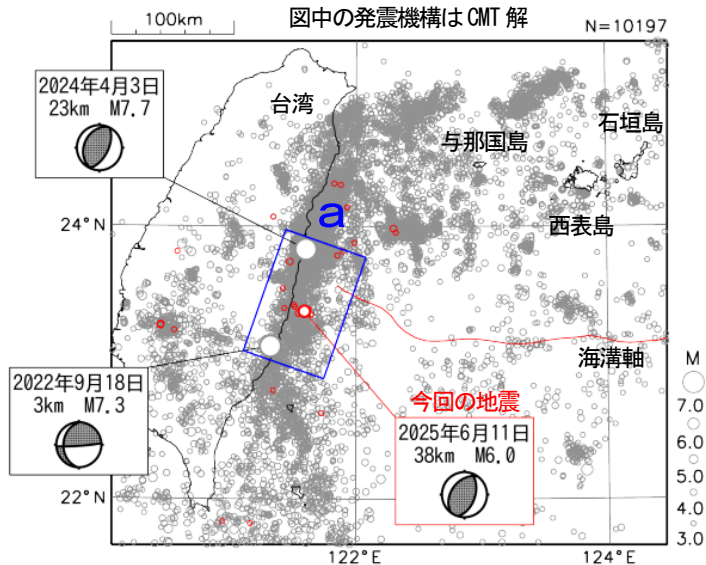 100km
図中の発震機構は CMT 解
N=10197
2024年4月3日
23km M7.7
台湾
与那国島
石垣島
西表島
a
24°N
海溝軸
2022年9月18日
3km M7.3
今回の地震
2025年6月11日
38km M6.0
22°N
122°E
124°E
M
7.0
6.0
5.0
4.0
3.0